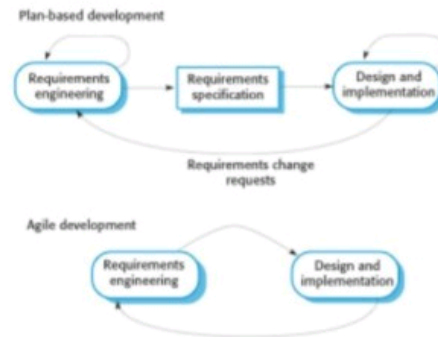 Plan-based development
Requirements
engineering
Requirements
specification
Design and
implementation
Requirements change
requests
Agile development
Requirements
engineering
Design and
implementation